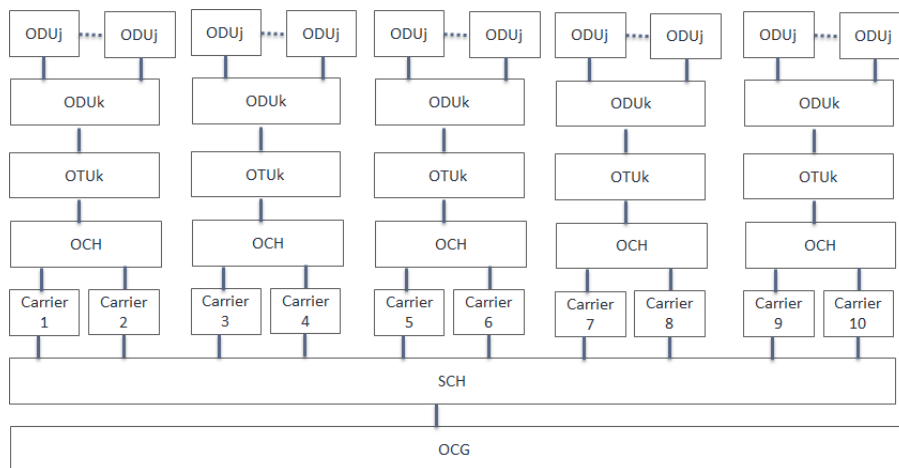 ODUj ODUj ODUj ODUj ODUj ODUj ODUj ODUj ODUj ODUj
ODUk ODUk ODUk ODUk ODUk
OTUk OTUk OTUk OTUk OTUk
OCH OCH OCH OCH OCH
Carrier Carrier Carrier Carrier Carrier Carrier Carrier Carrier Carrier Carrier
1 2 3 4 5 6 7 8 9 10
SCH
OCG